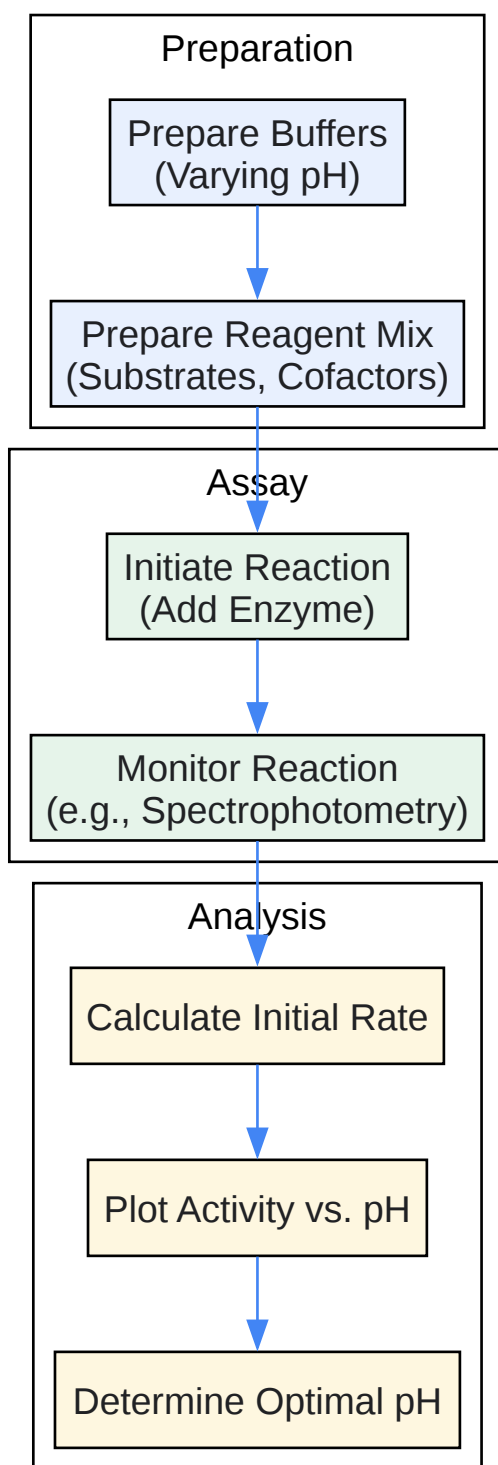 Preparation
Prepare Buffers
(Varying pH)
Prepare Reagent Mix
(Substrates, Cofactors)
Assay
Initiate Reaction
(Add Enzyme)
Monitor Reaction
(e.g., Spectrophotometry)
Analysis
Calculate Initial Rate
Plot Activity vs. pH
Determine Optimal pH